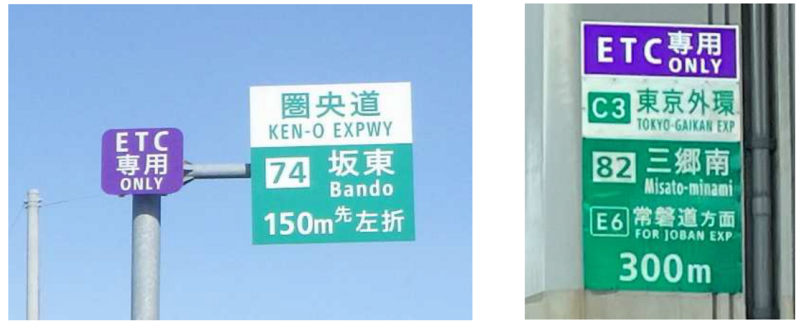 ETC
専用
ONLY
圏央道
KEN-O EXPWY
74 坂東
Bando
150m先左折
ETC専用
ONLY
C3 東京外環
TOKYO-GAIKAN EXP
82 三郷南
Misato-minami
E6 常磐道方面
FOR JOBAN EXP
300m